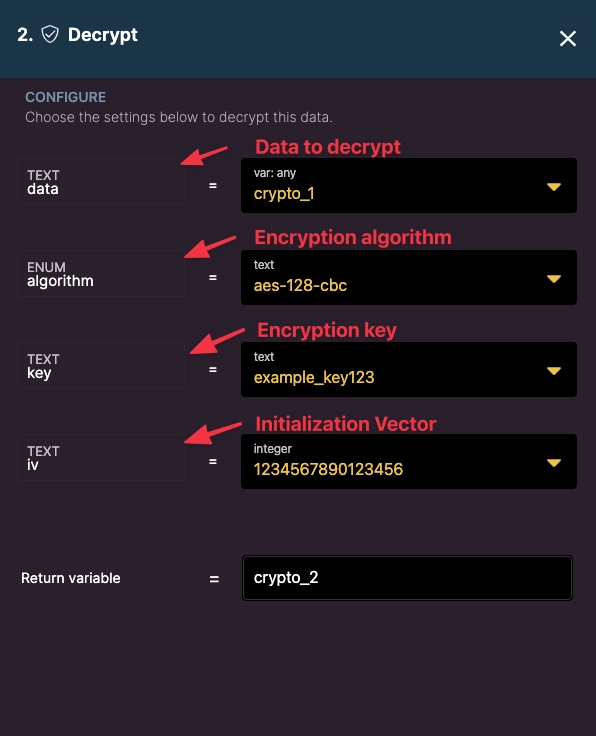 2. Decrypt
CONFIGURE
Choose the settings below to decrypt this data.
Data to decrypt
TEXT
data
=
var: any
crypto_1
Encryption algorithm
ENUM
algorithm
=
text
aes-128-cbc
Encryption key
TEXT
key
=
text
example_key123
Initialization Vector
TEXT
iv
=
integer
1234567890123456
Return variable
=
crypto_2